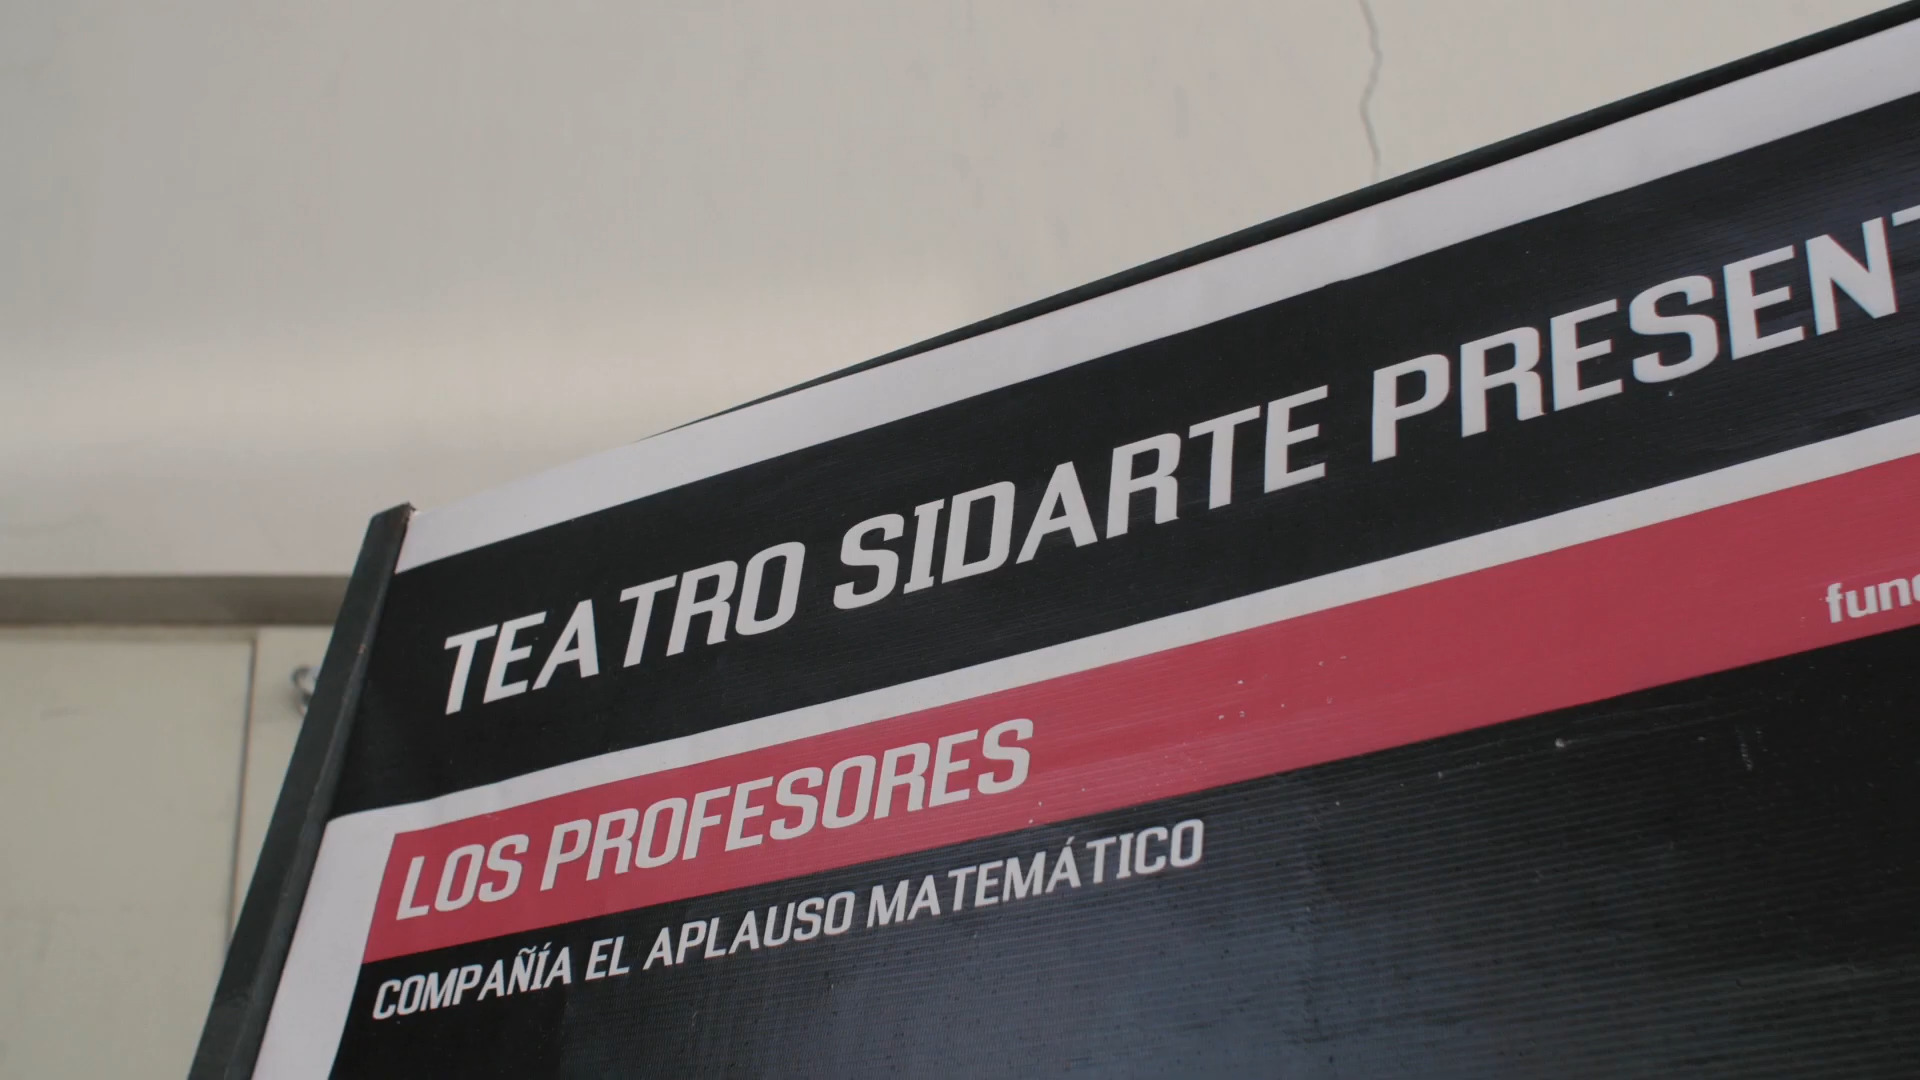 TEATRO SIDARTE PRESENT
func
LOS PROFESORES
COMPAÑÍA EL APLAUSO MATEMÁTICO